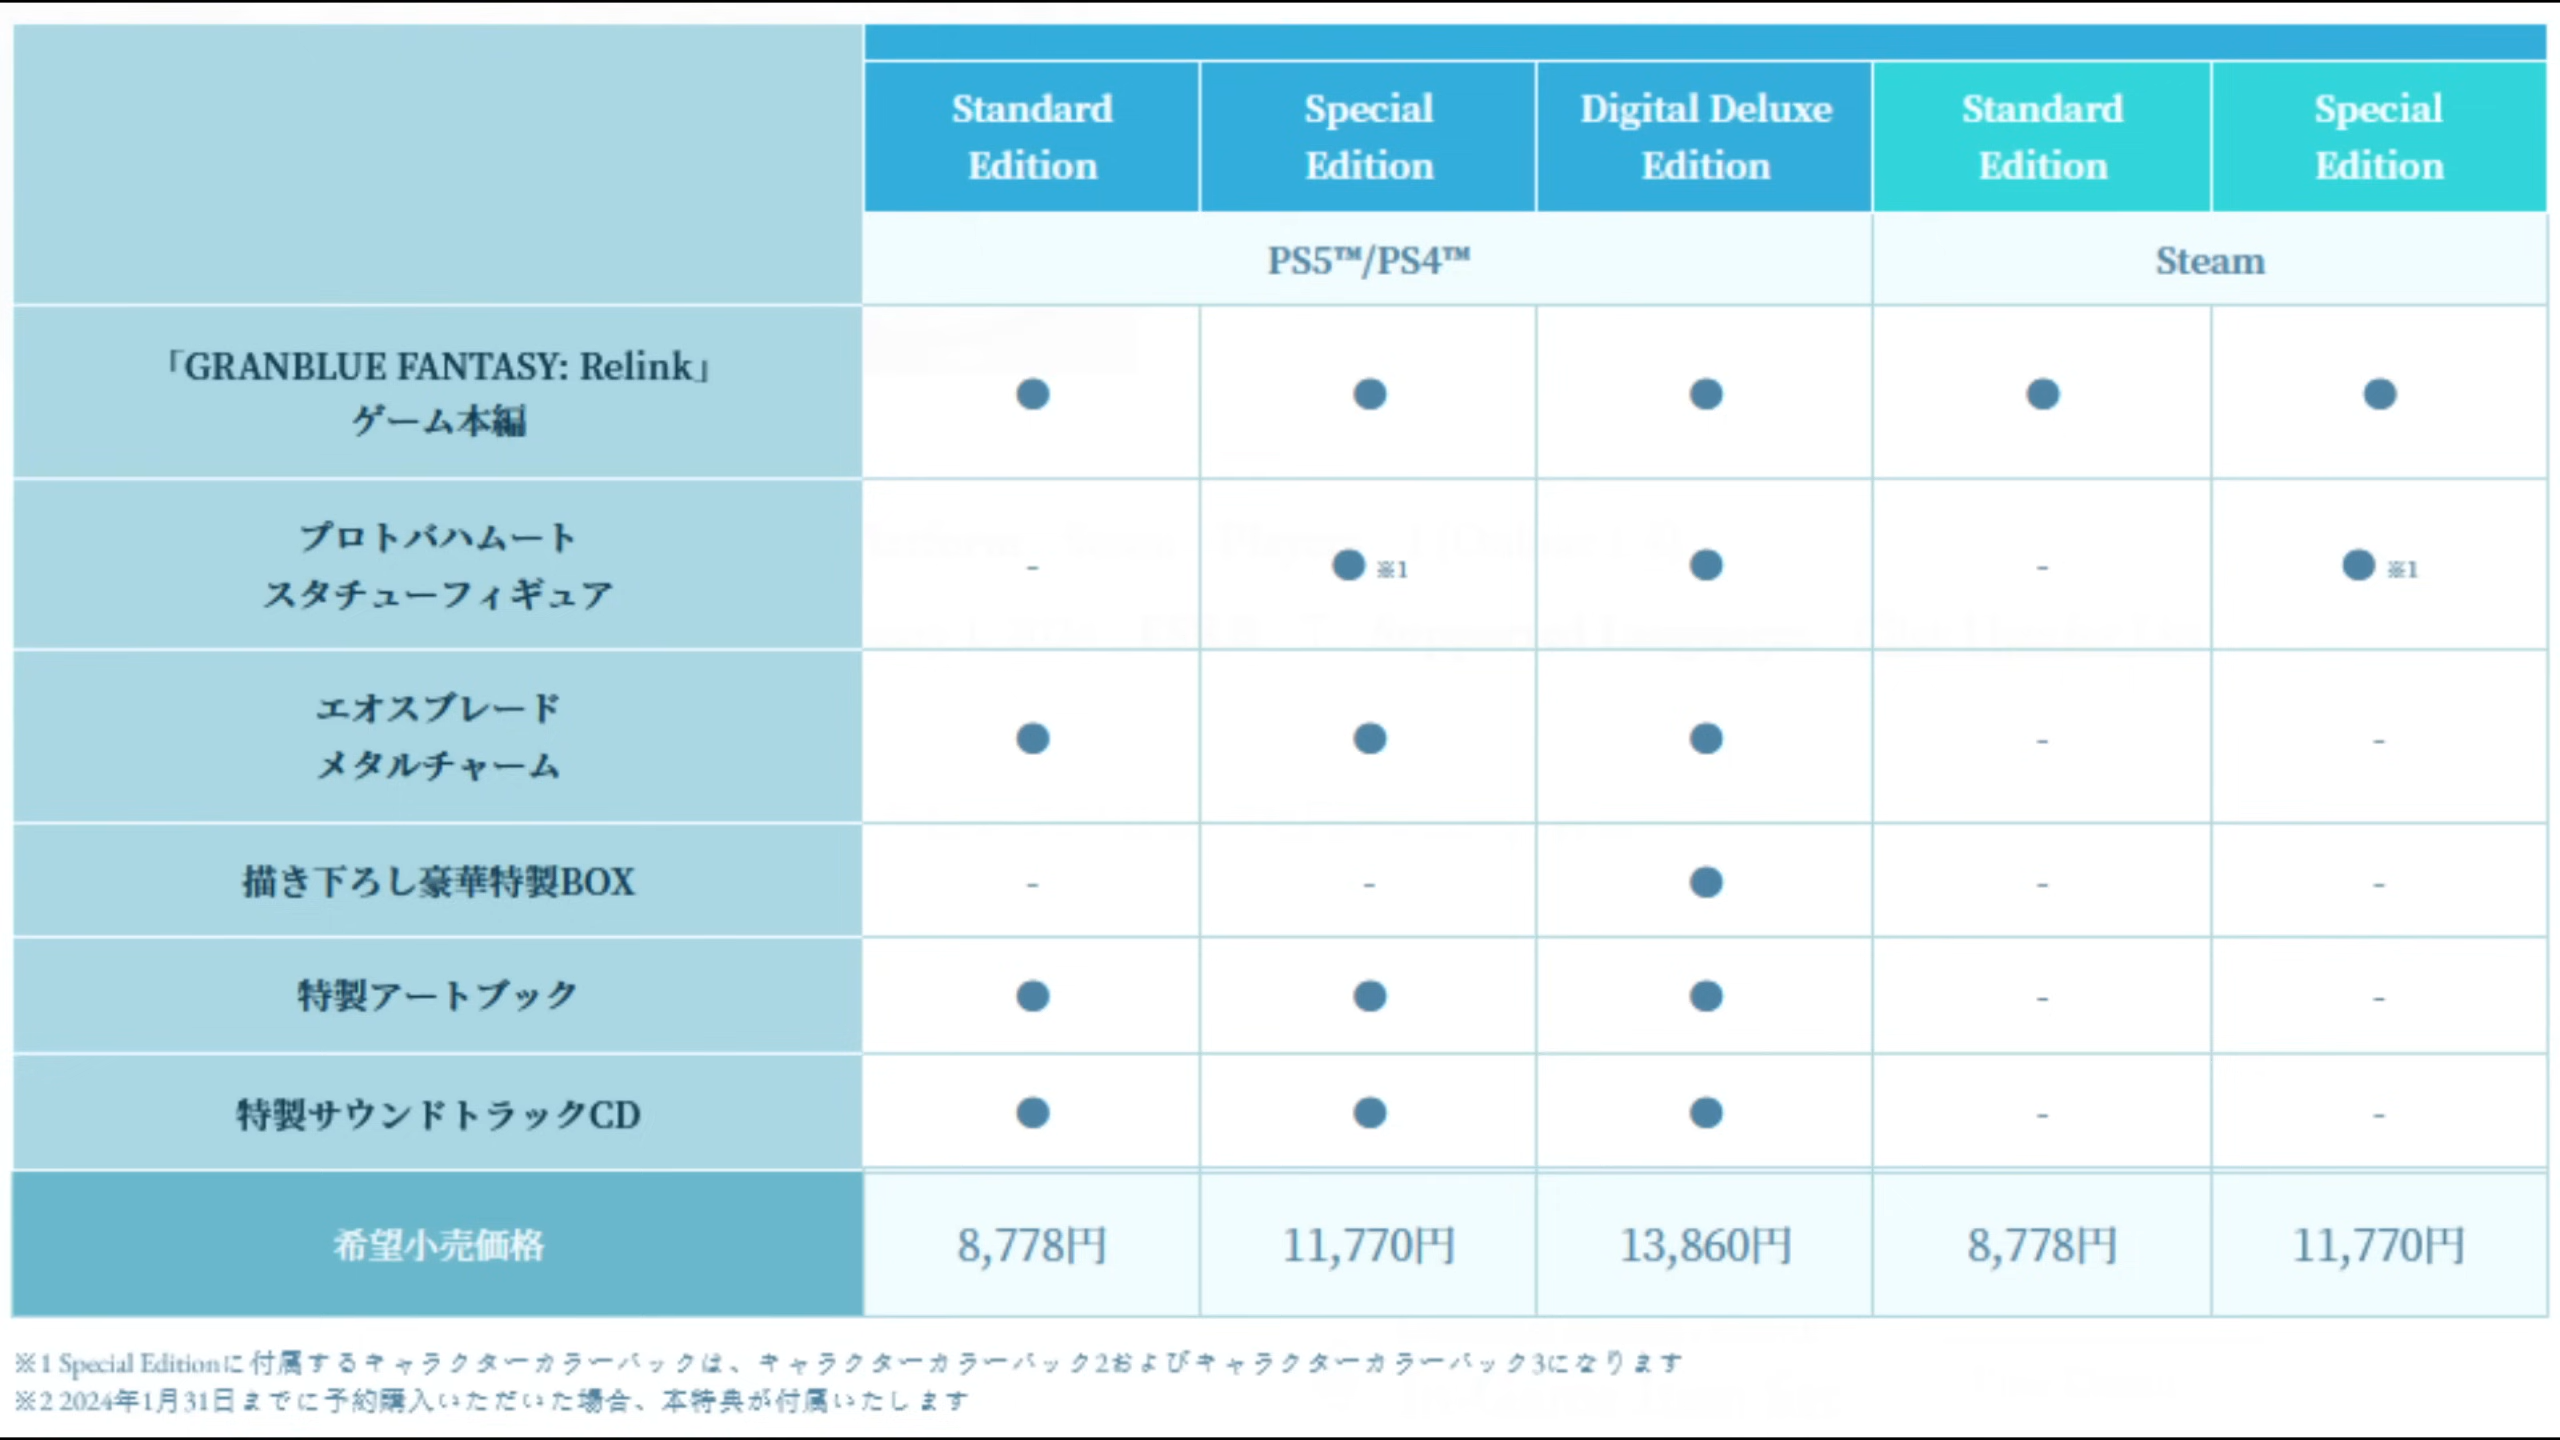 Standard Edition
Special Edition
Digital Deluxe Edition
Standard Edition
Special Edition
PS5™/PS4™
Steam
「GRANBLUE FANTASY: Relink」
ゲーム本編
● ● ● ● ●
プロトバハムート
スタチューフィギュア
- ● ※1 ● - ● ※1
エオスブレード
メタルチャーム
● ● ● - -
描き下ろし豪華特製BOX
- - ● - -
特製アートブック
● ● ● - -
特製サウンドトラックCD
● ● ● - -
希望小売価格
8,778円 11,770円 13,860円 8,778円 11,770円
※1 Special Editionに付属するキャラクターカラーパックは、キャラクターカラーパック2およびキャラクターカラーパック3になります
※2 2024年1月31日までに予約購入いただいた場合、本特典が付属いたします